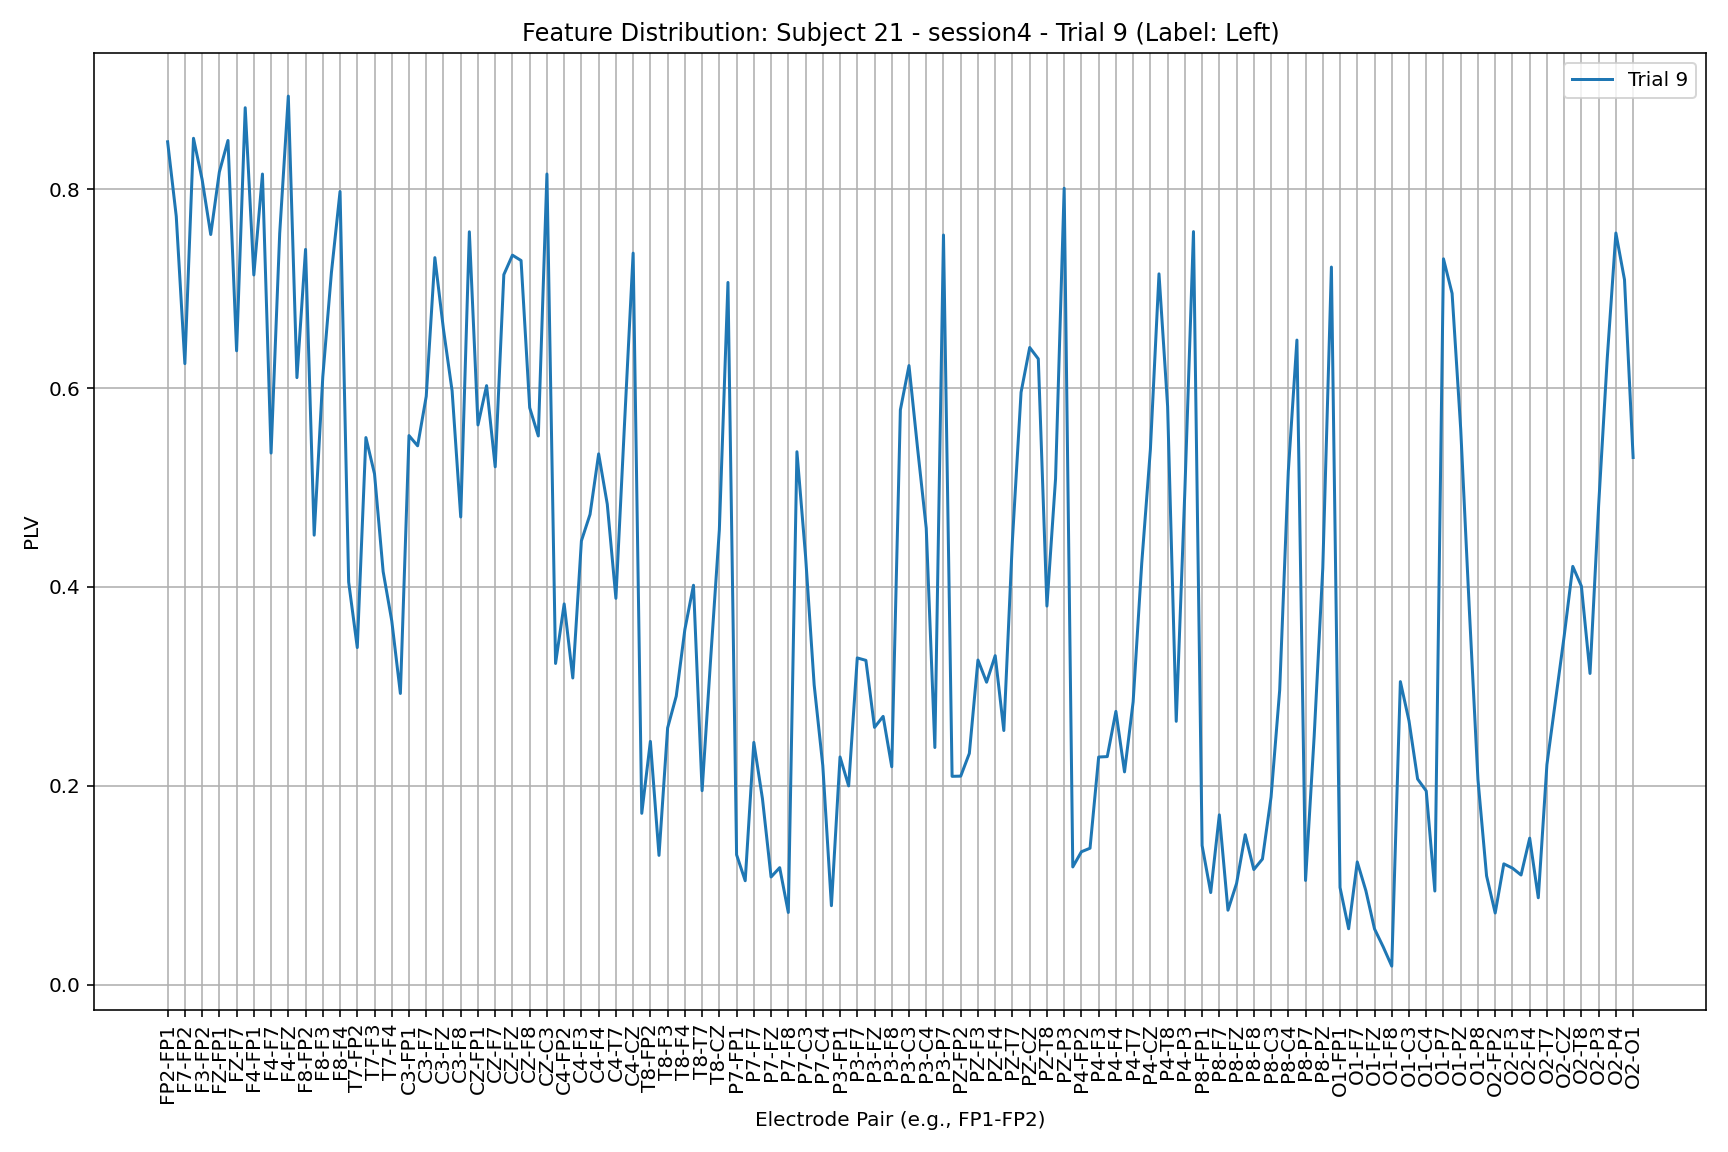 Feature Distribution: Subject 21 - session4 - Trial 9 (Label: Left)
Trial 9
PLV
0.8
0.6
0.4
0.2
0.0
FP2-FP1
F7-FP2
F3-FP2
FZ-FP1
FZ-F7
F4-FP1
F4-F7
F4-FZ
F8-FP2
F8-F3
F8-F4
T7-FP2
T7-F3
T7-F4
C3-FP1
C3-F7
C3-FZ
C3-F8
CZ-FP1
CZ-F7
CZ-FZ
CZ-F8
CZ-C3
C4-FP2
C4-F3
C4-F4
C4-T7
C4-CZ
T8-FP2
T8-F3
T8-F4
T8-T7
T8-CZ
P7-FP1
P7-F7
P7-FZ
P7-F8
P7-C3
P7-C4
P3-FP1
P3-F7
P3-FZ
P3-F8
P3-C3
P3-C4
P3-P7
PZ-FP2
PZ-F3
PZ-F4
PZ-T7
PZ-CZ
PZ-T8
PZ-P3
P4-FP2
P4-F3
P4-F4
P4-T7
P4-CZ
P4-T8
P4-P3
P8-FP1
P8-F7
P8-FZ
P8-F8
P8-C3
P8-C4
P8-P7
P8-PZ
O1-FP1
O1-F7
O1-FZ
O1-F8
O1-C3
O1-C4
O1-P7
O1-PZ
O1-P8
O2-FP2
O2-F3
O2-F4
O2-T7
O2-CZ
O2-T8
O2-P3
O2-P4
O2-O1
Electrode Pair (e.g., FP1-FP2)